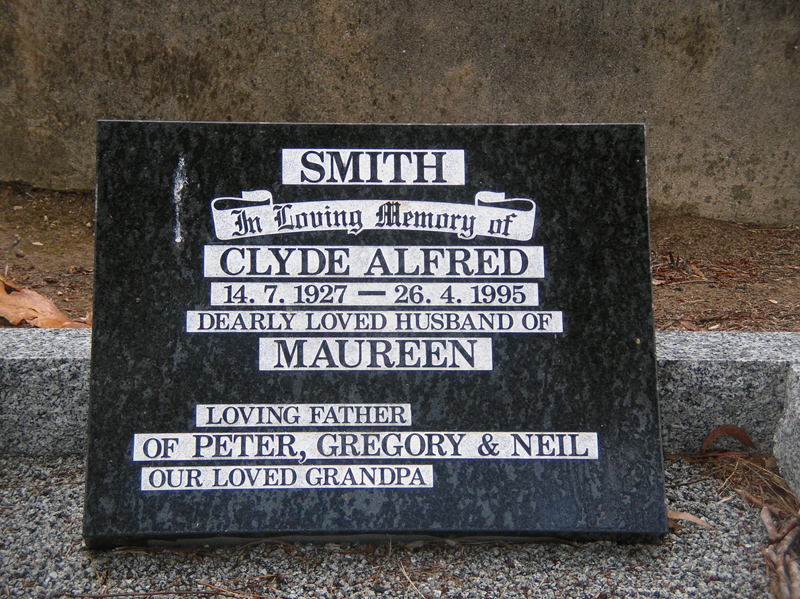 SMITH
In Loving Memory of
CLYDE ALFRED
14. 7. 1927 — 26. 4. 1995
DEARLY LOVED HUSBAND OF
MAUREEN
LOVING FATHER
OF PETER, GREGORY & NEIL
OUR LOVED GRANDPA